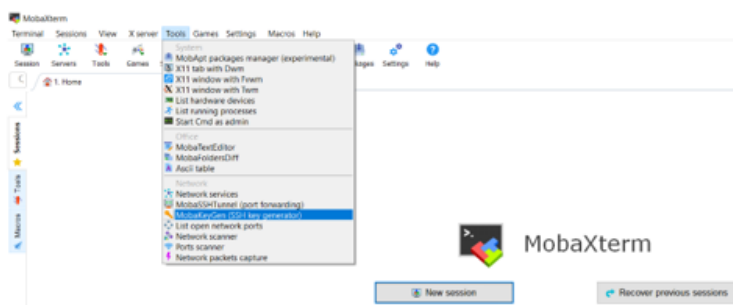 MobaXterm
Terminal Sessions View X server Tools Games Settings Macros Help
Session Servers Tools Games Settings Help
1. Home
System
MobApt packages manager (experimental)
X11 tab with Dwm
X11 window with Fvwm
X11 window with Twm
List hardware devices
List running processes
Start Cmd as admin
Office
MobaTextEditor
MobaFoldersDiff
Ascii table
Network
Network services
MobaSSHTunnel (port forwarding)
MobaKeyGen (SSH key generator)
List open network ports
Network scanner
Ports scanner
Network packets capture
Sessions
Tools
Macros
MobaXterm
New session
Recover previous sessions